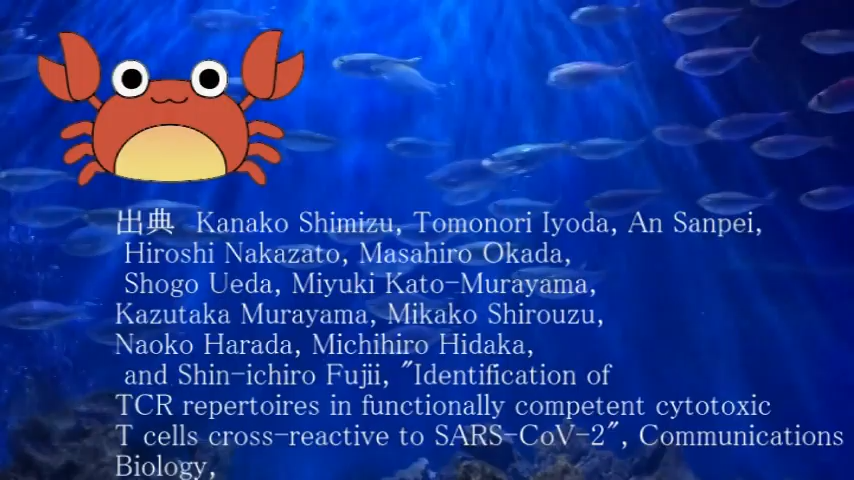 出典 Kanako Shimizu, Tomonori Iyoda, An Sanpei,
Hiroshi Nakazato, Masahiro Okada,
Shogo Ueda, Miyuki Kato-Murayama,
Kazutaka Murayama, Mikako Shirouzu,
Naoko Harada, Michihiro Hidaka,
and Shin-ichiro Fujii, "Identification of
TCR repertoires in functionally competent cytotoxic
T cells cross-reactive to SARS-CoV-2", Communications
Biology,